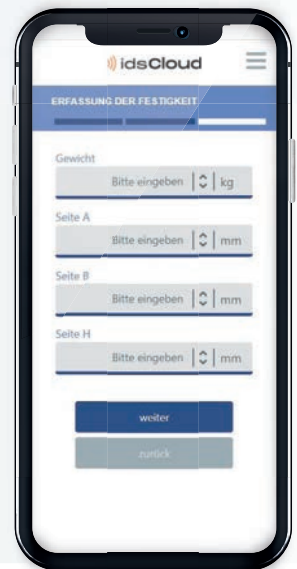 idsCloud
ERFASSUNG DER FESTIGKEIT
Gewicht
Bitte eingeben kg
Seite A
Bitte eingeben mm
Seite B
Bitte eingeben mm
Seite H
Bitte eingeben mm
weiter
zurück